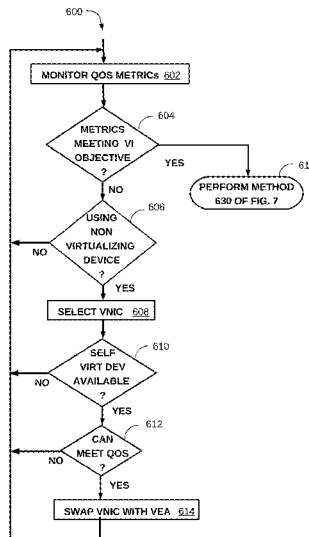 600
MONITOR QOS METRICs 602
604
METRICS
MEETING VI
OBJECTIVE
?
YES
61
PERFORM METHOD
630 OF FIG. 7
NO
606
USING
NON
VIRTUALIZING
DEVICE
?
NO
YES
SELECT VNIC 608
610
SELF
VIRT DEV
AVAILABLE
?
NO
YES
612
CAN
MEET QOS
?
NO
YES
SWAP VNIC WITH VEA 614